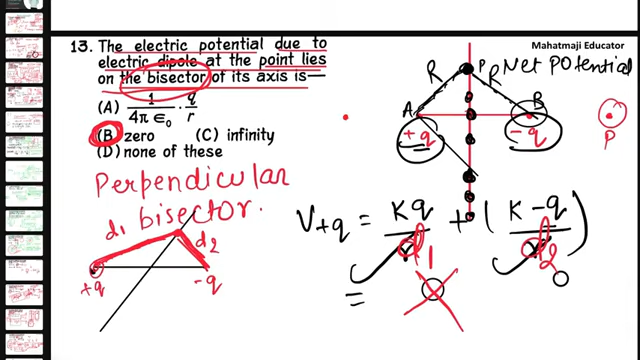 Mahatmaji Educator
13. The electric potential due to
electric dipole at the point lies
on the bisector of its axis is—
(A) 1/4π ∈₀ · q/r
(B) zero (C) infinity
(D) none of these
Perpendicular
bisector.
d1
d2
+q
-q
P Net Potential
R R
A B
+q -q
P
V+q = Kq/d1 + (K -q/d2)
=